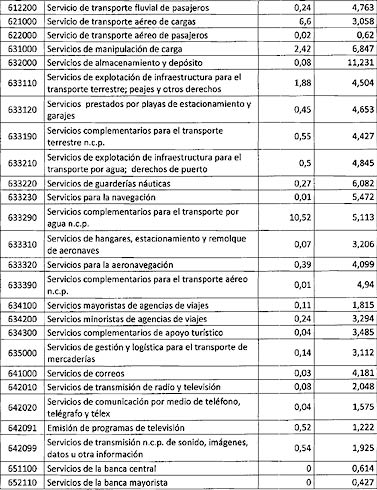 612200 Servicio de transporte fluvial de pasajeros 0,24 4,763
621000 Servicio de transporte aéreo de cargas 6,6 3,058
622000 Servicio de transporte aéreo de pasajeros 0,02 0,62
631000 Servicios de manipulación de carga 2,42 6,847
632000 Servicios de almacenamiento y depósito 0,08 11,231
633110 Servicios de explotación de infraestructura para el
transporte terrestre; peajes y otros derechos 1,88 4,504
633120 Servicios prestados por playas de estacionamiento y
garajes 0,45 4,653
633190 Servicios complementarios para el transporte
terrestre n.c.p. 0,55 4,427
633210 Servicios de explotación de infraestructura para el
transporte por agua; derechos de puerto 0,5 4,845
633220 Servicios de guarderías náuticas 0,27 6,082
633230 Servicios para la navegación 0,01 5,472
633290 Servicios complementarios para el transporte por
agua n.c.p. 10,52 5,113
633310 Servicios de hangares, estacionamiento y remolque
de aeronaves 0,07 3,206
633320 Servicios para la aeronavegación 0,39 4,099
633390 Servicios complementarios para el transporte aéreo
n.c.p. 0,01 4,94
634100 Servicios mayoristas de agencias de viajes 0,11 1,815
634200 Servicios minoristas de agencias de viajes 0,24 3,294
634300 Servicios complementarios de apoyo turístico 0,04 3,485
635000 Servicios de gestión y logística para el transporte de
mercaderías 0,14 3,112
641000 Servicios de correos 0,03 4,181
642010 Servicios de transmisión de radio y televisión 0,08 2,048
642020 Servicios de comunicación por medio de teléfono,
telégrafo y télex 0,04 1,575
642091 Emisión de programas de televisión 0,52 1,222
642099 Servicios de transmisión n.c.p. de sonido, imágenes,
datos u otra información 0,54 1,925
651100 Servicios de la banca central 0 0,614
652110 Servicios de la banca mayorista 0 0,427